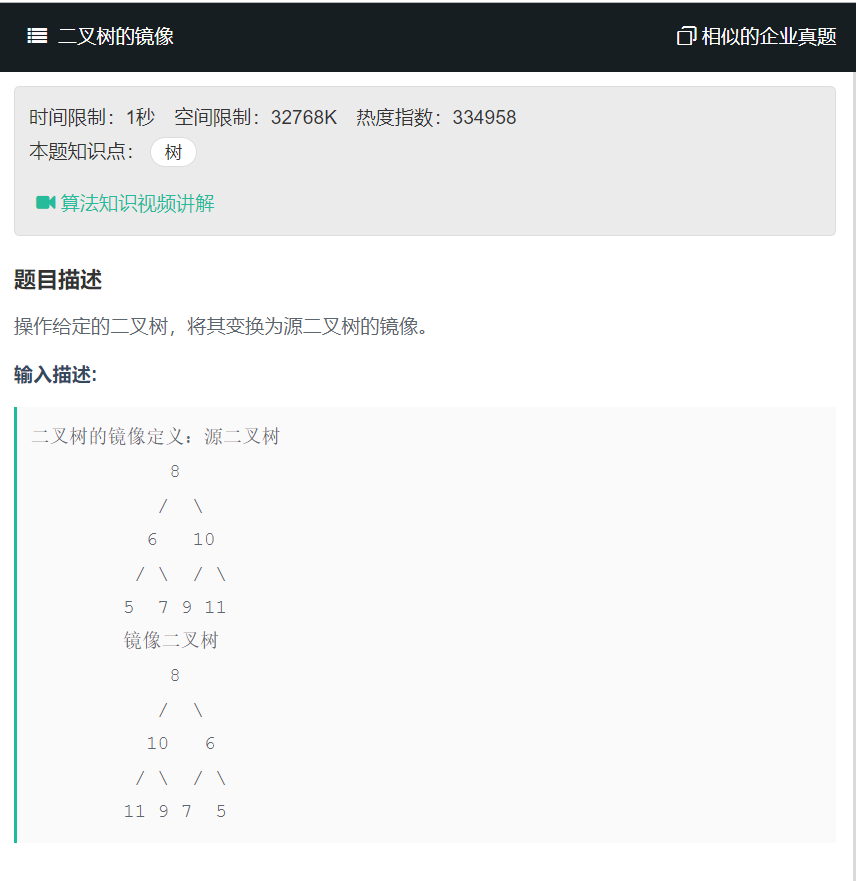 二叉树的镜像 相似的企业真题
时间限制：1秒 空间限制：32768K 热度指数：334958
本题知识点： 树
算法知识视频讲解
题目描述
操作给定的二叉树，将其变换为源二叉树的镜像。
输入描述:
二叉树的镜像定义：源二叉树
8
/ \
6 10
/ \ / \
5 7 9 11
镜像二叉树
8
/ \
10 6
/ \ / \
11 9 7 5